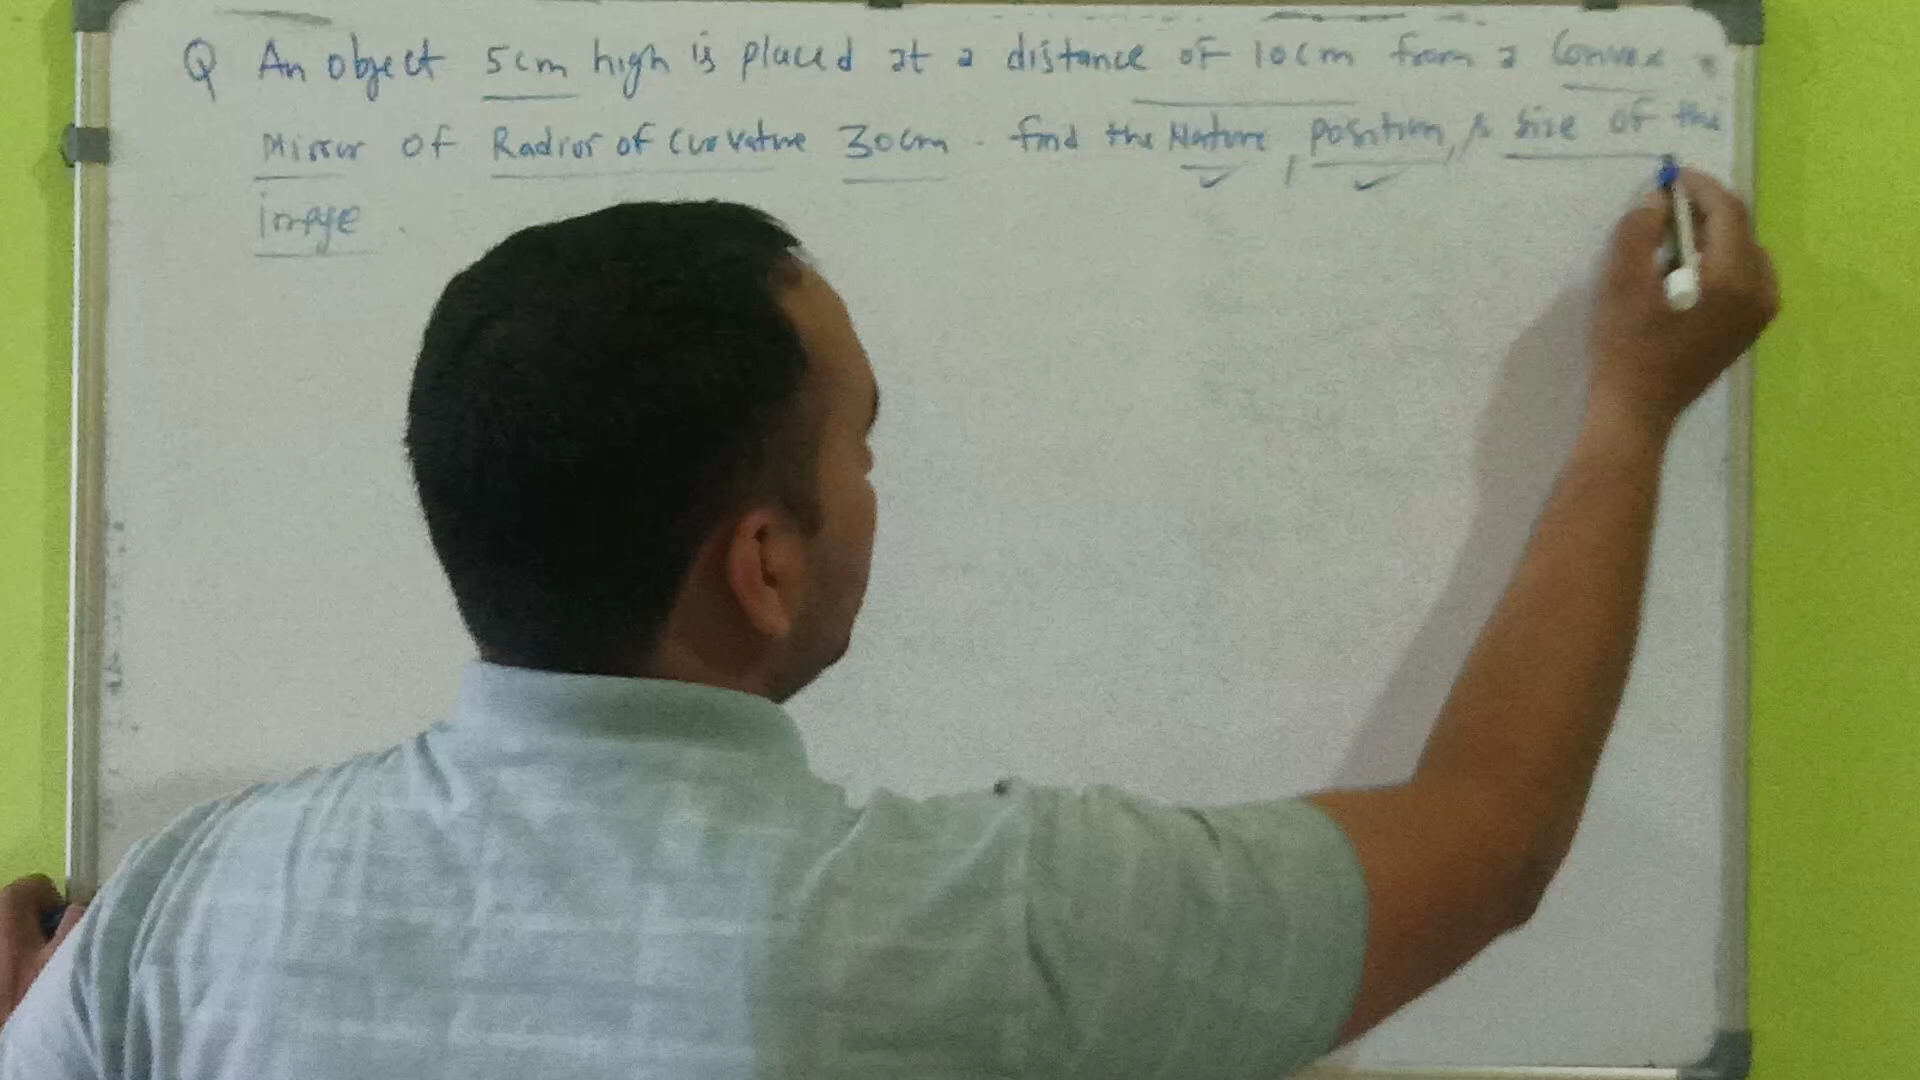 Q An object 5cm high is placed at a distance of 10cm from a Convex
Mirror of Radius of Curvature 30cm. find the Nature, position, & size of the
image.